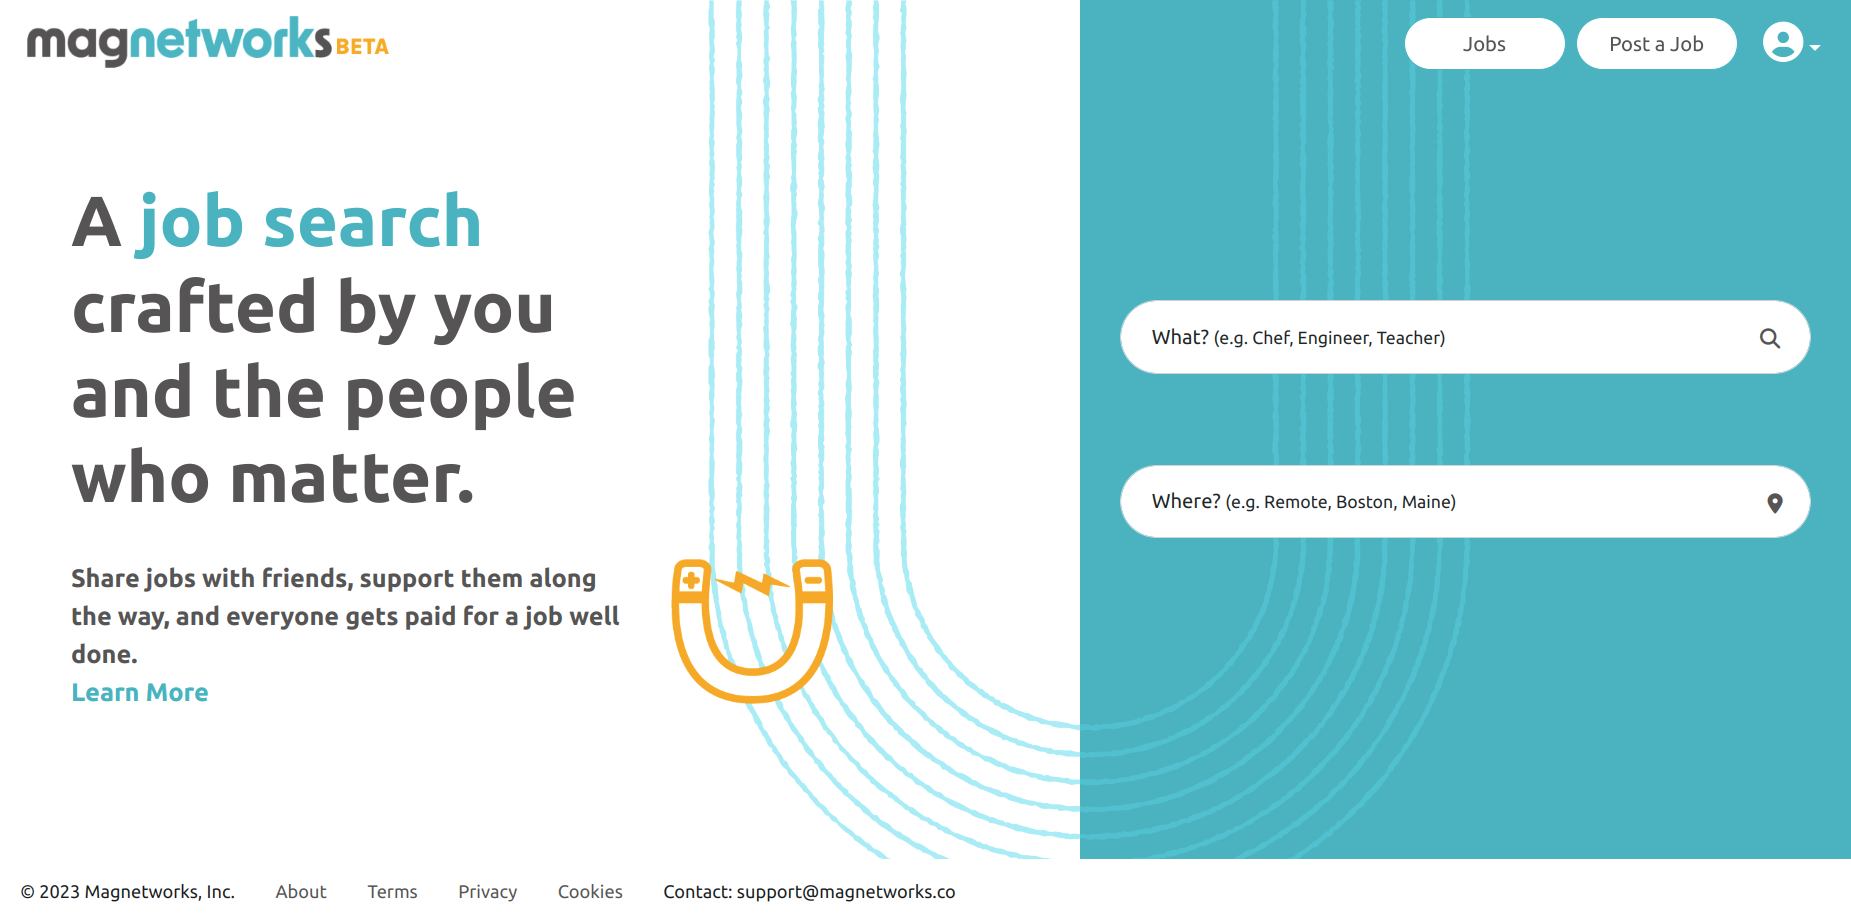 magnetworks BETA
Jobs
Post a Job
A job search
crafted by you
and the people
who matter.
Share jobs with friends, support them along
the way, and everyone gets paid for a job well
done.
Learn More
What? (e.g. Chef, Engineer, Teacher)
Where? (e.g. Remote, Boston, Maine)
© 2023 Magnetworks, Inc. About Terms Privacy Cookies Contact: support@magnetworks.co